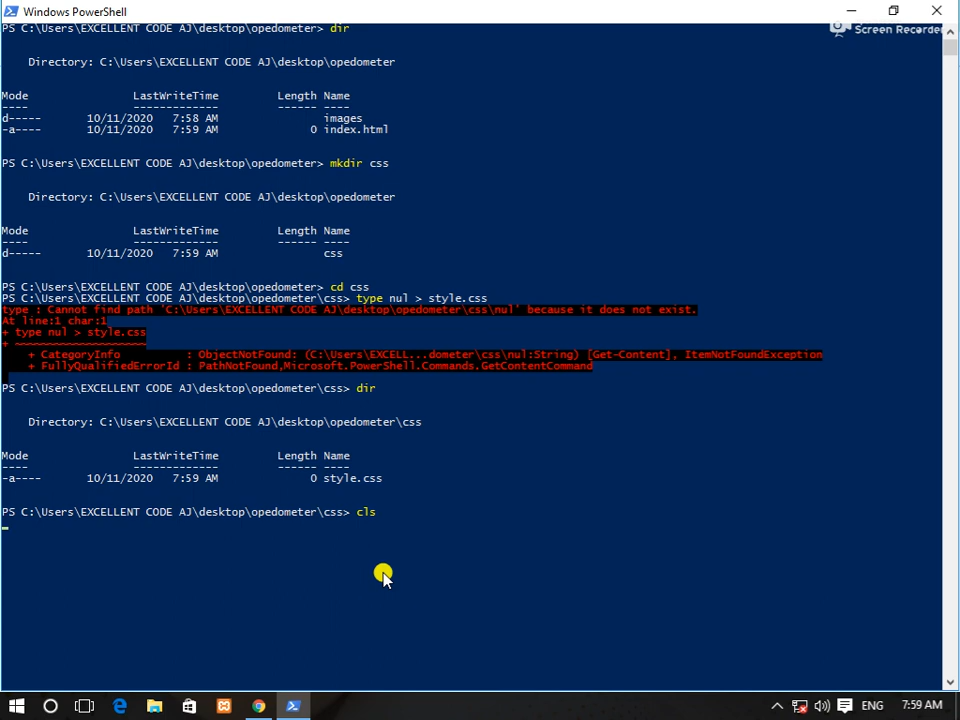 Windows PowerShell
PS C:\Users\EXCELLENT CODE AJ\desktop\opedometer> dir
Screen Recorder
Directory: C:\Users\EXCELLENT CODE AJ\desktop\opedometer
Mode LastWriteTime Length Name
---- ------------- ------ ----
d----- 10/11/2020 7:58 AM images
-a---- 10/11/2020 7:59 AM 0 index.html
PS C:\Users\EXCELLENT CODE AJ\desktop\opedometer> mkdir css
Directory: C:\Users\EXCELLENT CODE AJ\desktop\opedometer
Mode LastWriteTime Length Name
---- ------------- ------ ----
d----- 10/11/2020 7:59 AM css
PS C:\Users\EXCELLENT CODE AJ\desktop\opedometer> cd css
PS C:\Users\EXCELLENT CODE AJ\desktop\opedometer\css> type nul > style.css
type : Cannot find path 'C:\Users\EXCELLENT CODE AJ\desktop\opedometer\css\nul' because it does not exist.
At line:1 char:1
+ type nul > style.css
+ ~~~~~~~~~~~~~~~~~~~~
+ CategoryInfo : ObjectNotFound: (C:\Users\EXCELL...dometer\css\nul:String) [Get-Content], ItemNotFoundException
+ FullyQualifiedErrorId : PathNotFound,Microsoft.PowerShell.Commands.GetContentCommand
PS C:\Users\EXCELLENT CODE AJ\desktop\opedometer\css> dir
Directory: C:\Users\EXCELLENT CODE AJ\desktop\opedometer\css
Mode LastWriteTime Length Name
---- ------------- ------ ----
-a---- 10/11/2020 7:59 AM 0 style.css
PS C:\Users\EXCELLENT CODE AJ\desktop\opedometer\css> cls
ENG 7:59 AM